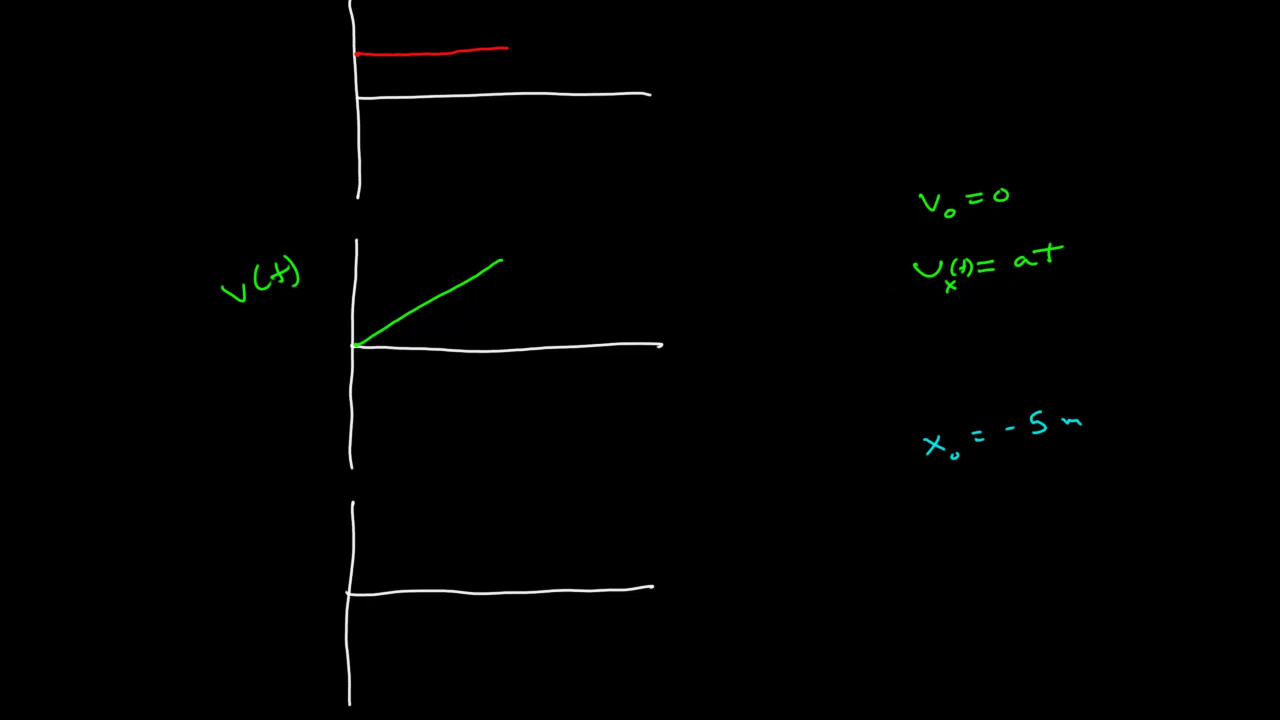 v₀ = 0
v(t)
vₓ(t) = at
x₀ = -5 m